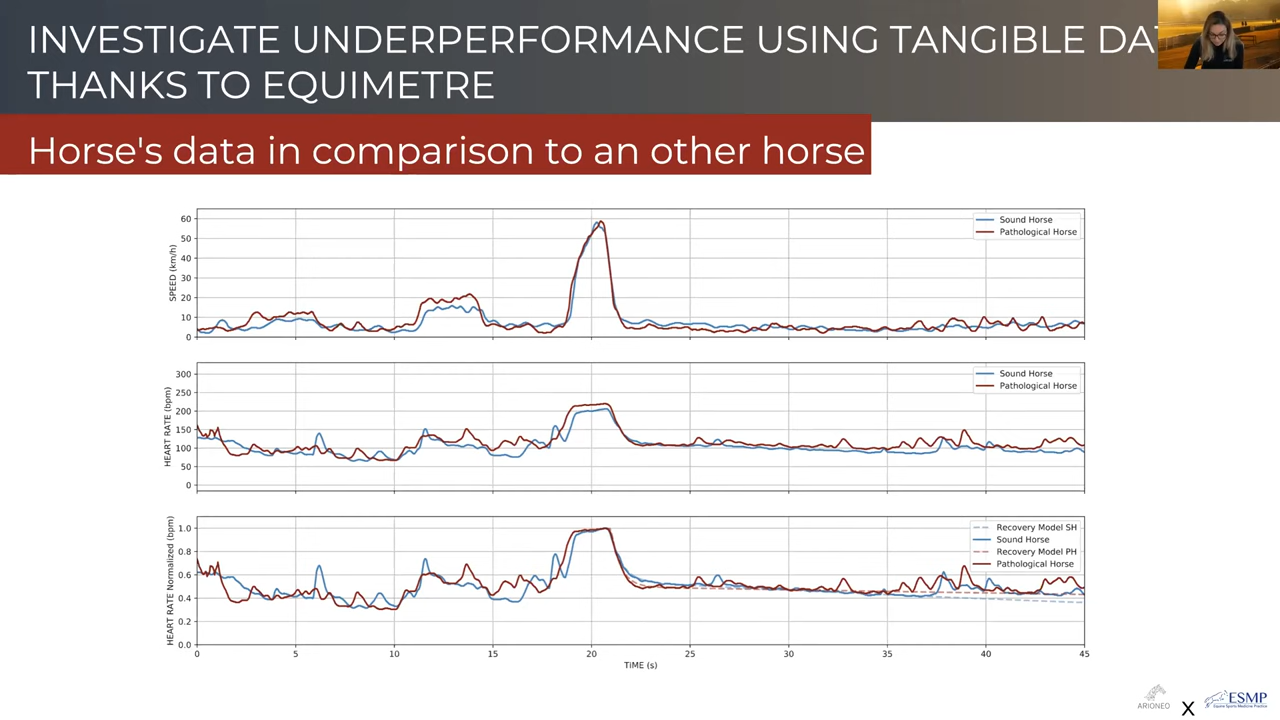 INVESTIGATE UNDERPERFORMANCE USING TANGIBLE DAT
THANKS TO EQUIMETRE
Horse's data in comparison to an other horse
SPEED (km/h)
60
50
40
30
20
10
0
Sound Horse
Pathological Horse
HEART RATE (bpm)
300
250
200
150
100
50
0
Sound Horse
Pathological Horse
HEART RATE Normalized (bpm)
1.0
0.8
0.6
0.4
0.2
0.0
Recovery Model SH
Sound Horse
Recovery Model PH
Pathological Horse
0 5 10 15 20 25 30 35 40 45
TIME (s)
ARIONEO X ESMP
Equine Sports Medicine Practice